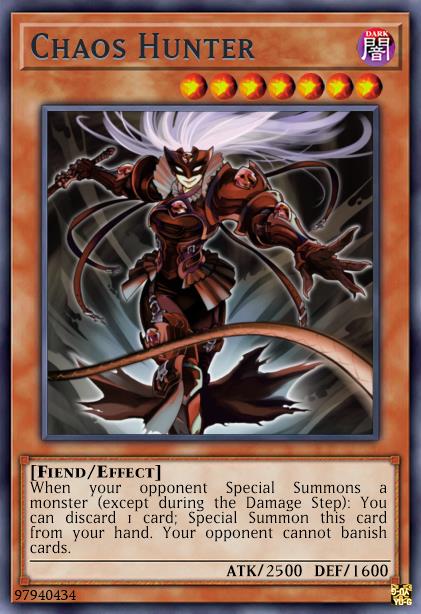 Chaos Hunter
DARK
闇
[Fiend/Effect]
When your opponent Special Summons a
monster (except during the Damage Step): You
can discard 1 card; Special Summon this card
from your hand. Your opponent cannot banish
cards.
ATK/2500 DEF/1600
97940434